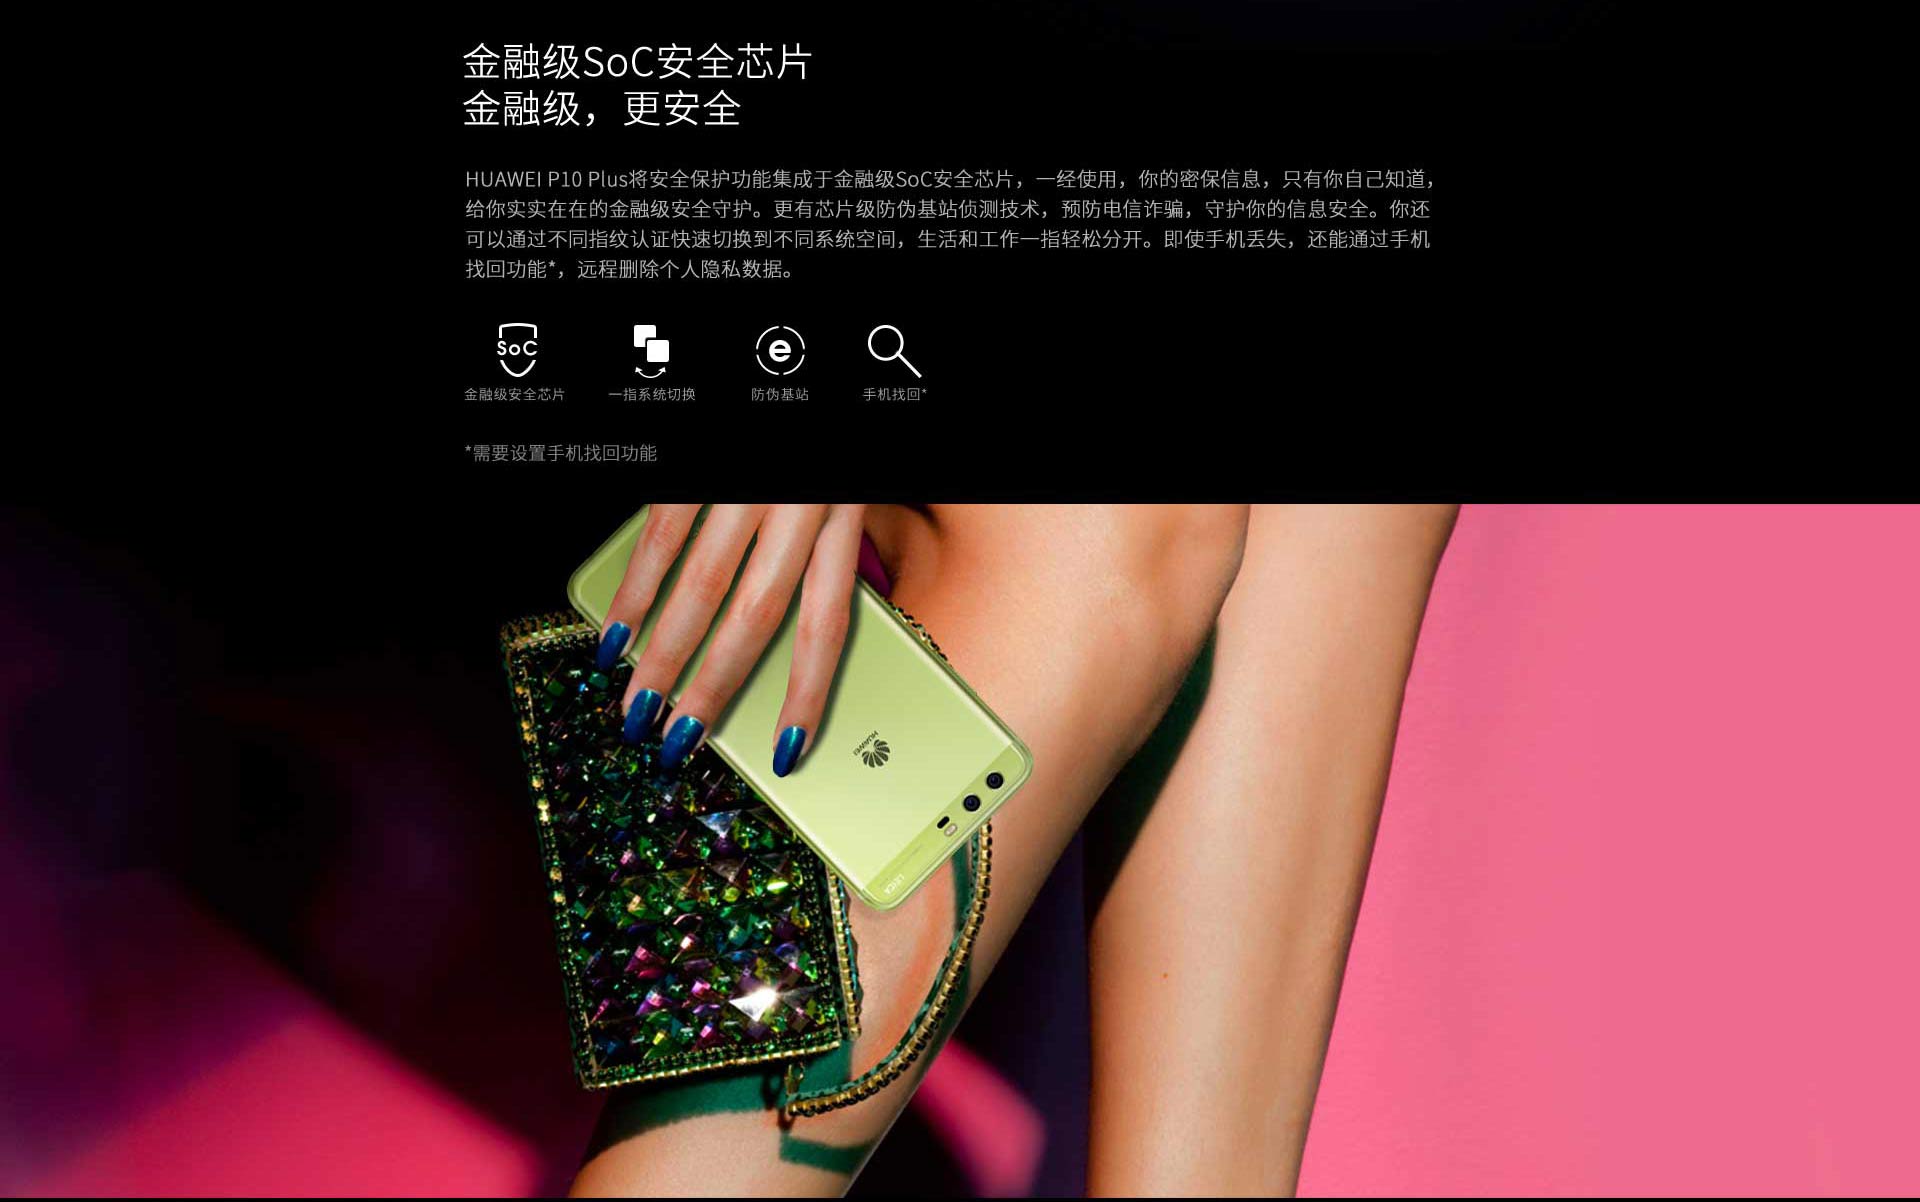 金融级SoC安全芯片
金融级，更安全
HUAWEI P10 Plus将安全保护功能集成于金融级SoC安全芯片，一经使用，你的密保信息，只有你自己知道，
给你实实在在的金融级安全守护。更有芯片级防伪基站侦测技术，预防电信诈骗，守护你的信息安全。你还
可以通过不同指纹认证快速切换到不同系统空间，生活和工作一指轻松分开。即使手机丢失，还能通过手机
找回功能*，远程删除个人隐私数据。
SoC
e
金融级安全芯片
一指系统切换
防伪基站
手机找回*
*需要设置手机找回功能
HUAWEI
LEICA